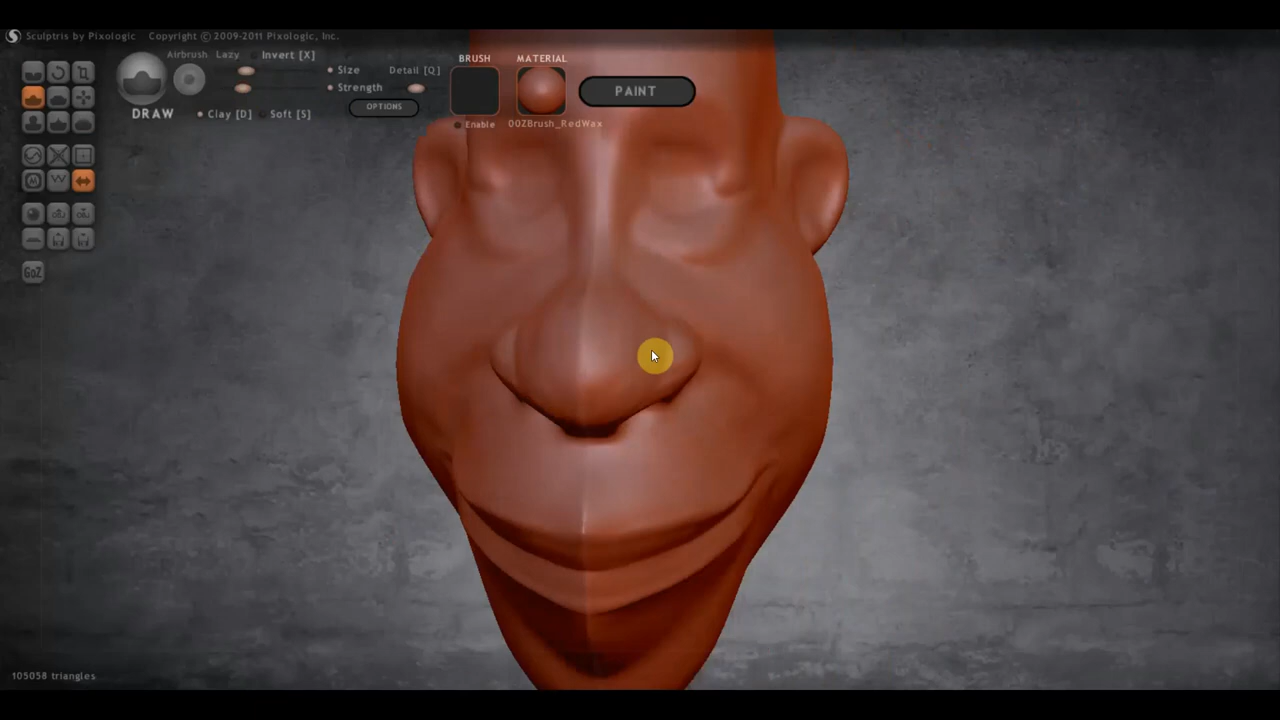 Sculptris by Pixologic Copyright © 2009-2011 Pixologic, Inc.
Airbrush Lazy Invert [X]
BRUSH MATERIAL
Size Detail [Q]
Strength
PAINT
OPTIONS
DRAW Clay [D] Soft [S]
Enable 00ZBrush_RedWax
GoZ
105058 triangles